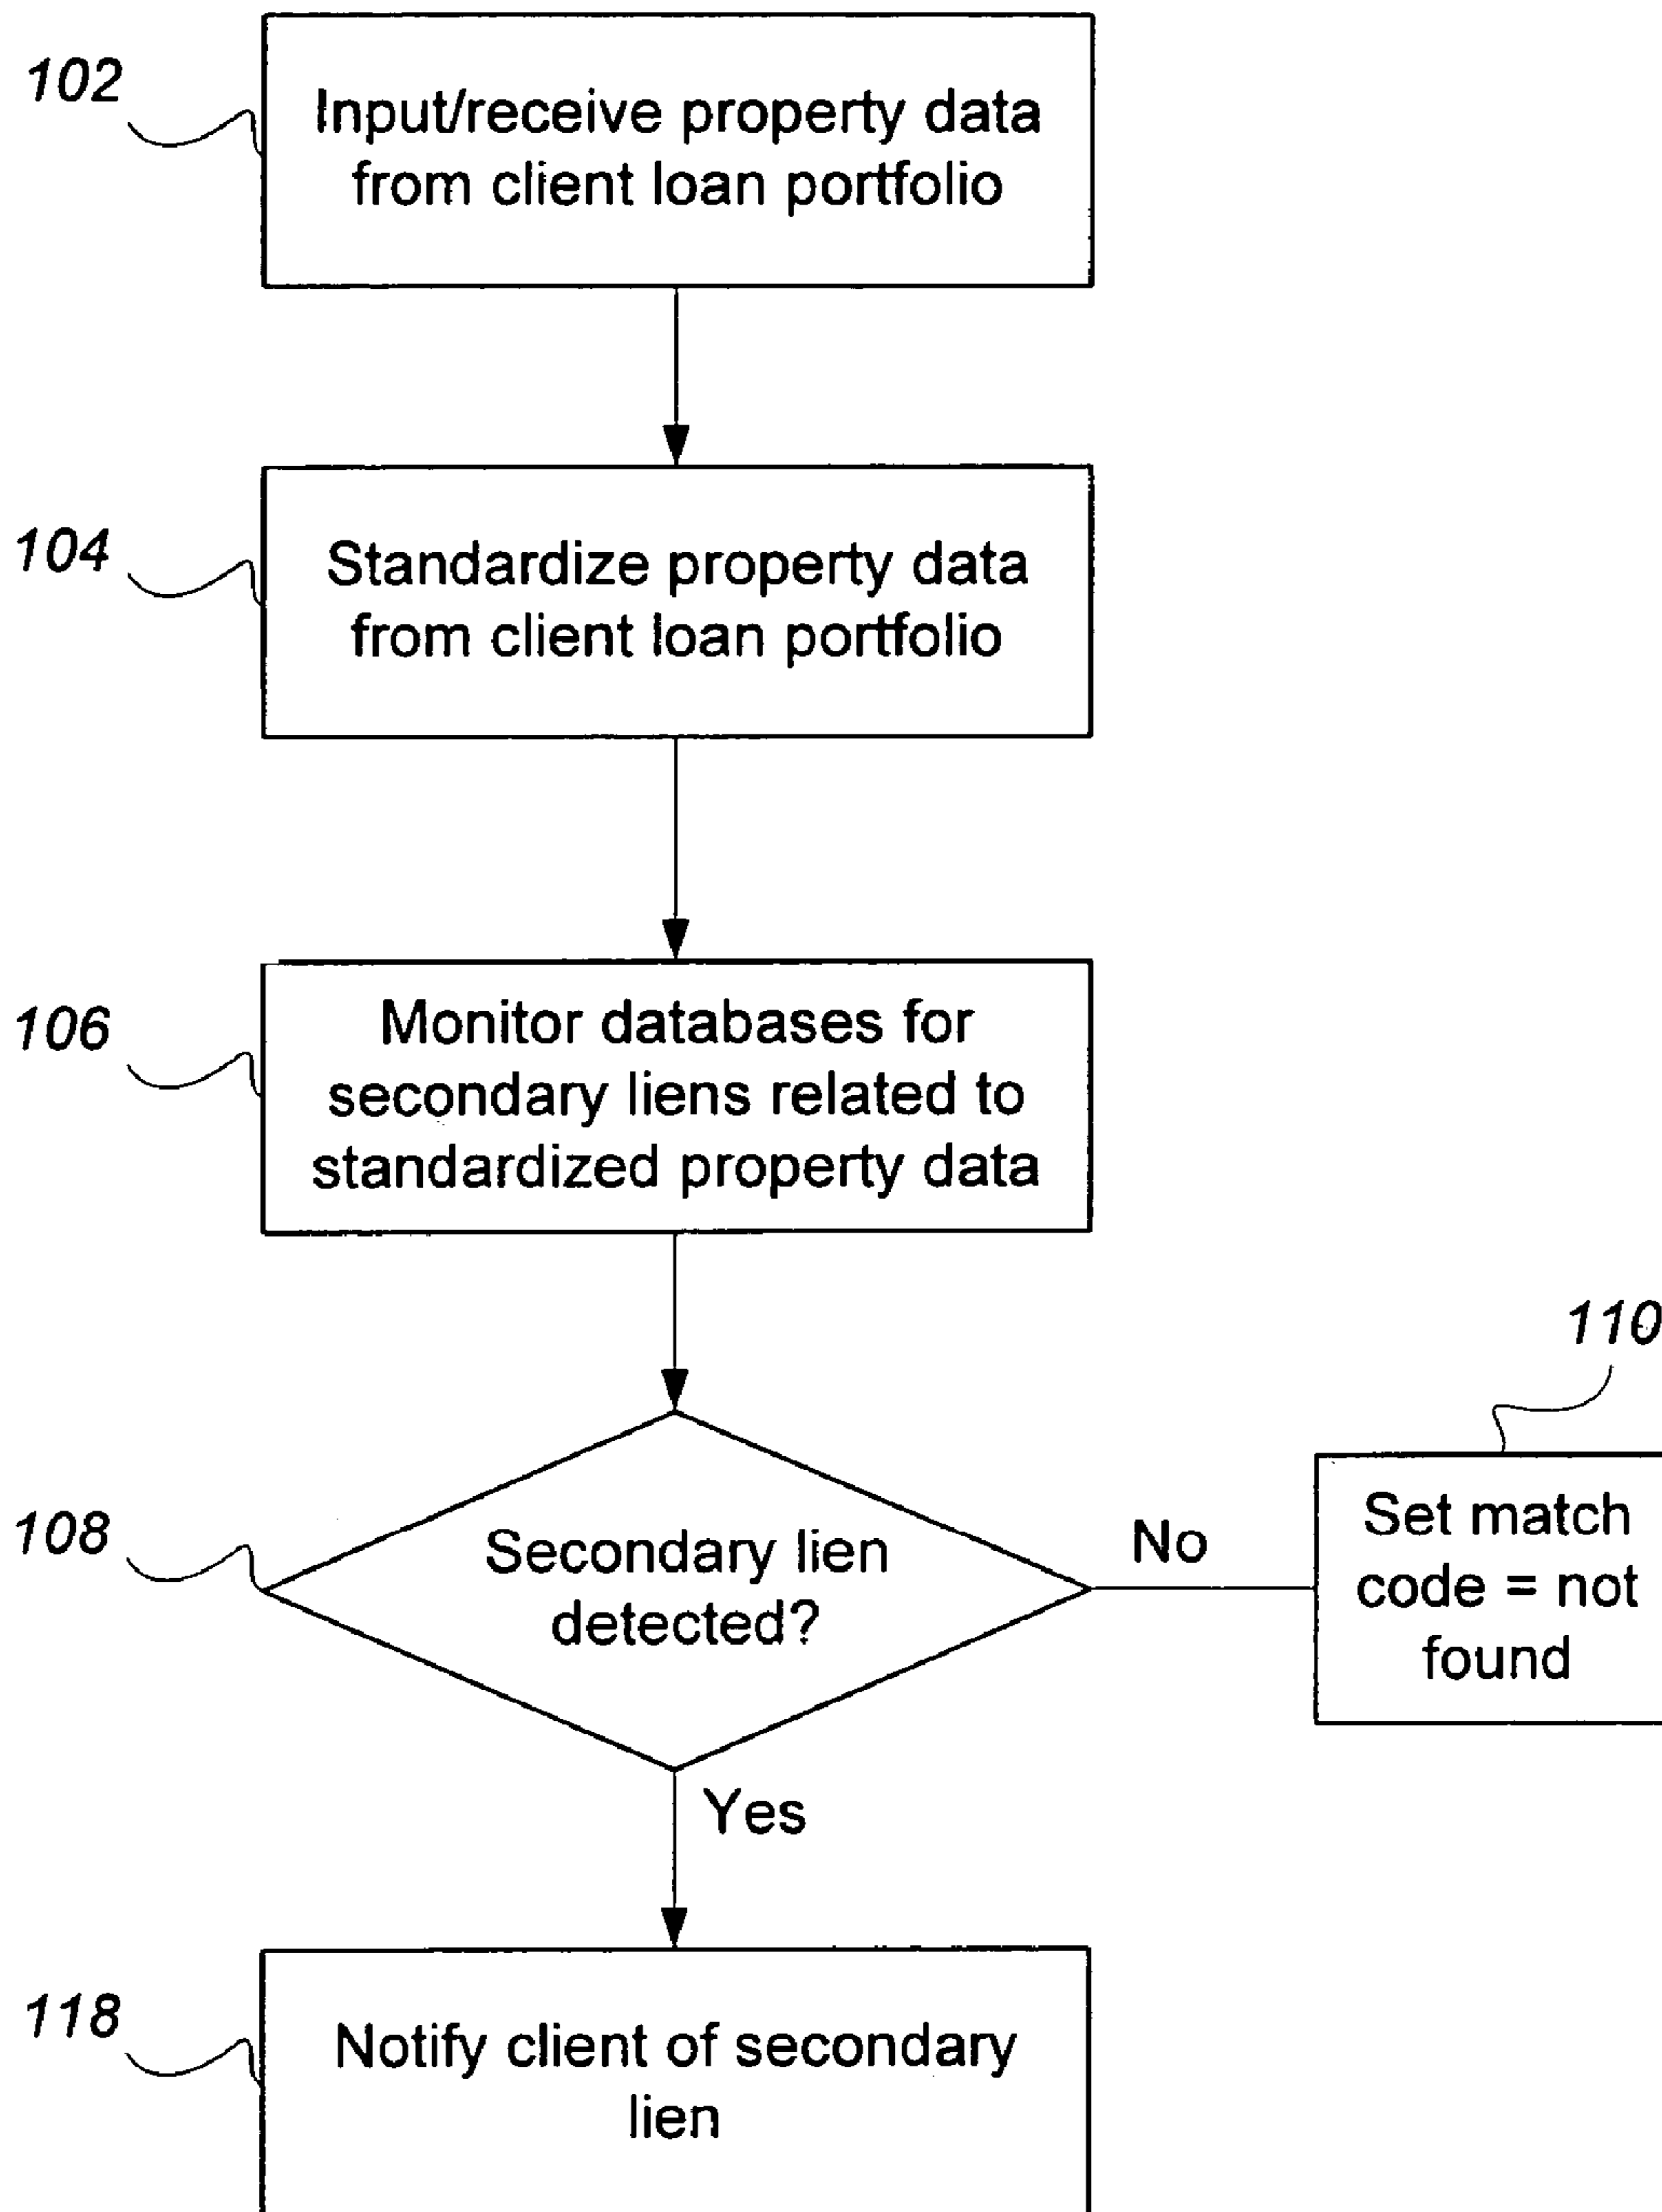 102
Input/receive property data
from client loan portfolio
104
Standardize property data
from client loan portfolio
106
Monitor databases for
secondary liens related to
standardized property data
110
108
Secondary lien
detected?
No
Set match
code = not
found
Yes
118
Notify client of secondary
lien